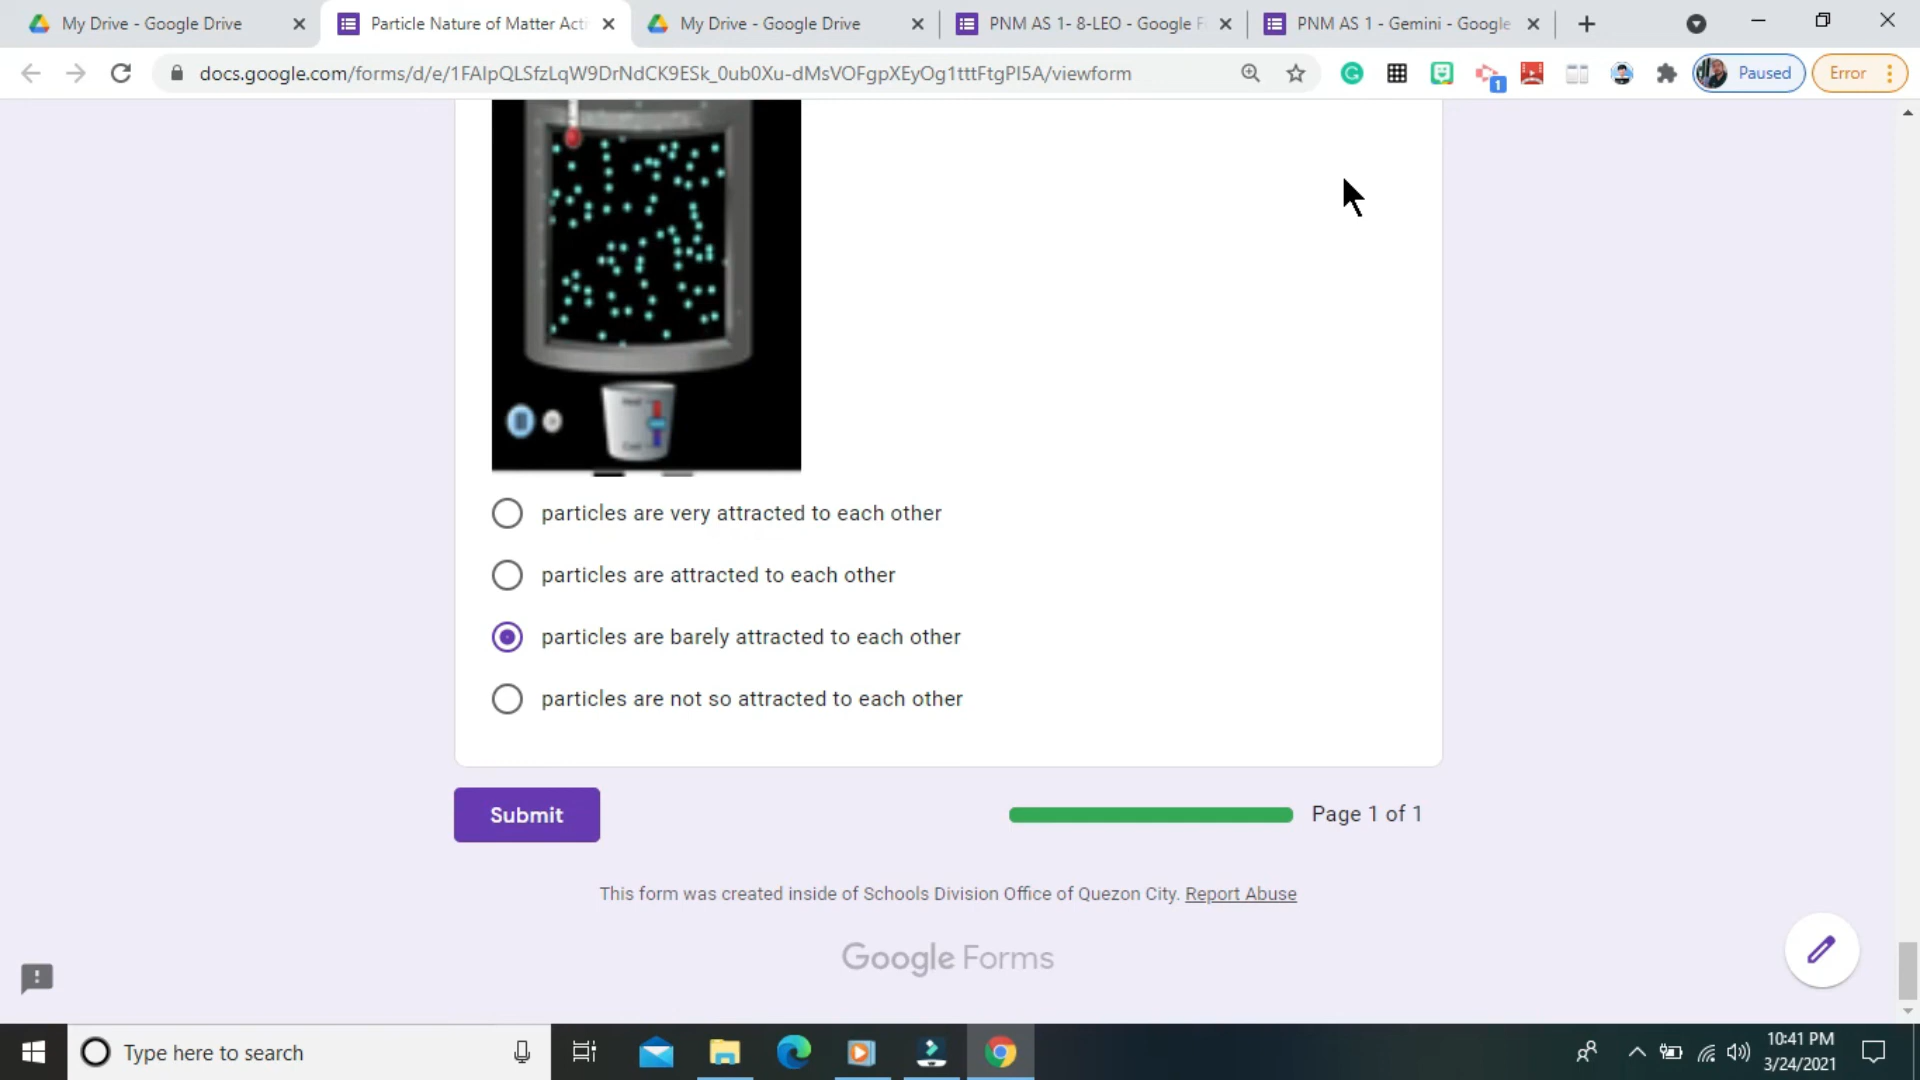 My Drive - Google Drive
Particle Nature of Matter Acti
My Drive - Google Drive
PNM AS 1- 8-LEO - Google F
PNM AS 1 - Gemini - Google
docs.google.com/forms/d/e/1FAIpQLSfzLqW9DrNdCK9ESk_0ub0Xu-dMsVOFgpXEyOg1tttFtgPI5A/viewform
1
Paused
Error
particles are very attracted to each other
particles are attracted to each other
particles are barely attracted to each other
particles are not so attracted to each other
Submit
Page 1 of 1
This form was created inside of Schools Division Office of Quezon City. Report Abuse
Google Forms
Type here to search
10:41 PM
3/24/2021